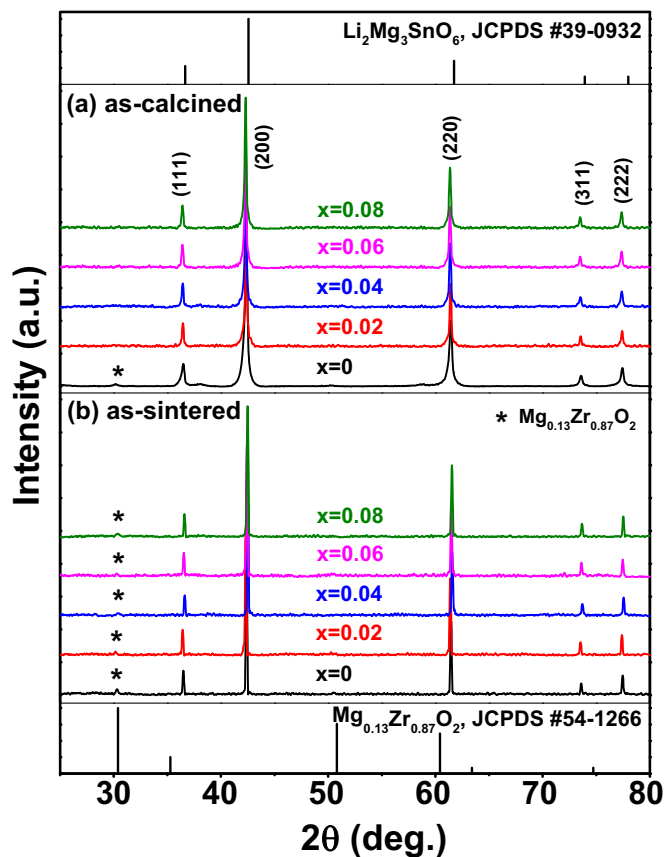 Li₂Mg₃SnO₆, JCPDS #39-0932
(a) as-calcined
(111)
(200)
(220)
(311)
(222)
x=0.08
x=0.06
x=0.04
x=0.02
x=0
*
Intensity (a.u.)
(b) as-sintered
* Mg₀.₁₃Zr₀.₈₇O₂
* x=0.08
* x=0.06
* x=0.04
* x=0.02
* x=0
Mg₀.₁₃Zr₀.₈₇O₂, JCPDS #54-1266
30 40 50 60 70 80
2θ (deg.)